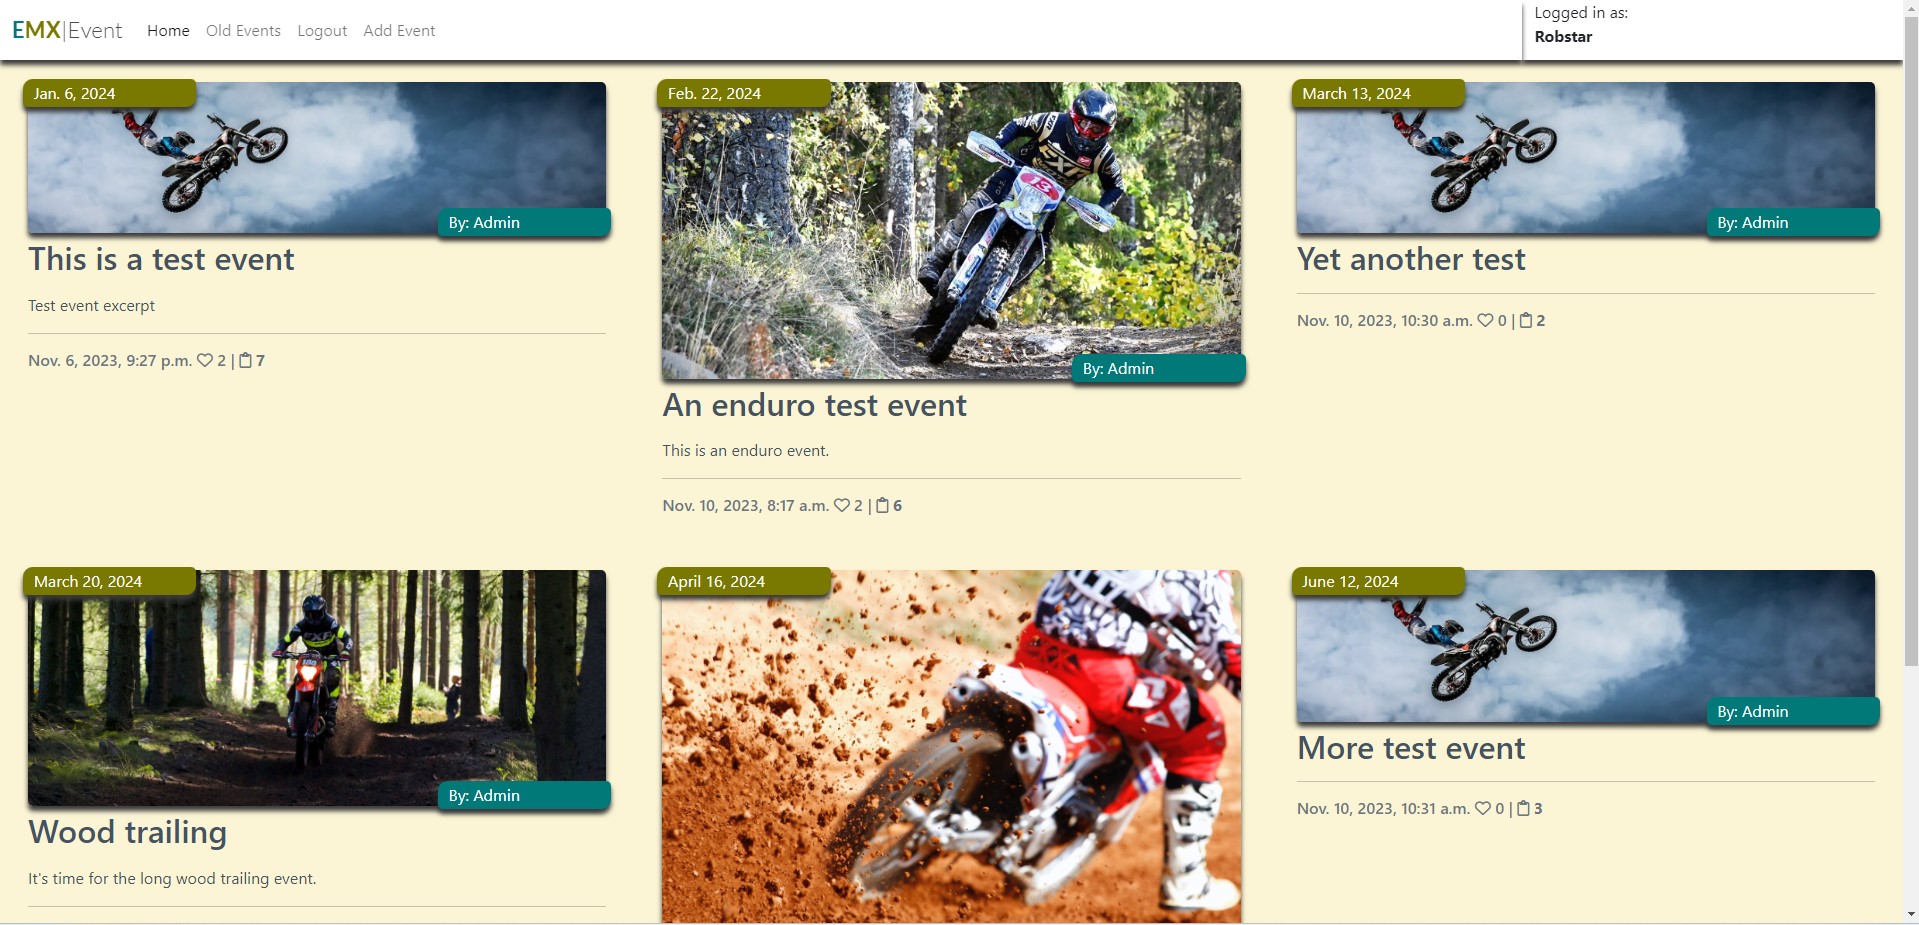 EMX|Event Home Old Events Logout Add Event
Logged in as:
Robstar
Jan. 6, 2024
By: Admin
This is a test event
Test event excerpt
Nov. 6, 2023, 9:27 p.m. 2 | 7
Feb. 22, 2024
13
By: Admin
An enduro test event
This is an enduro event.
Nov. 10, 2023, 8:17 a.m. 2 | 6
March 13, 2024
By: Admin
Yet another test
Nov. 10, 2023, 10:30 a.m. 0 | 2
March 20, 2024
By: Admin
Wood trailing
It's time for the long wood trailing event.
April 16, 2024
June 12, 2024
By: Admin
More test event
Nov. 10, 2023, 10:31 a.m. 0 | 3